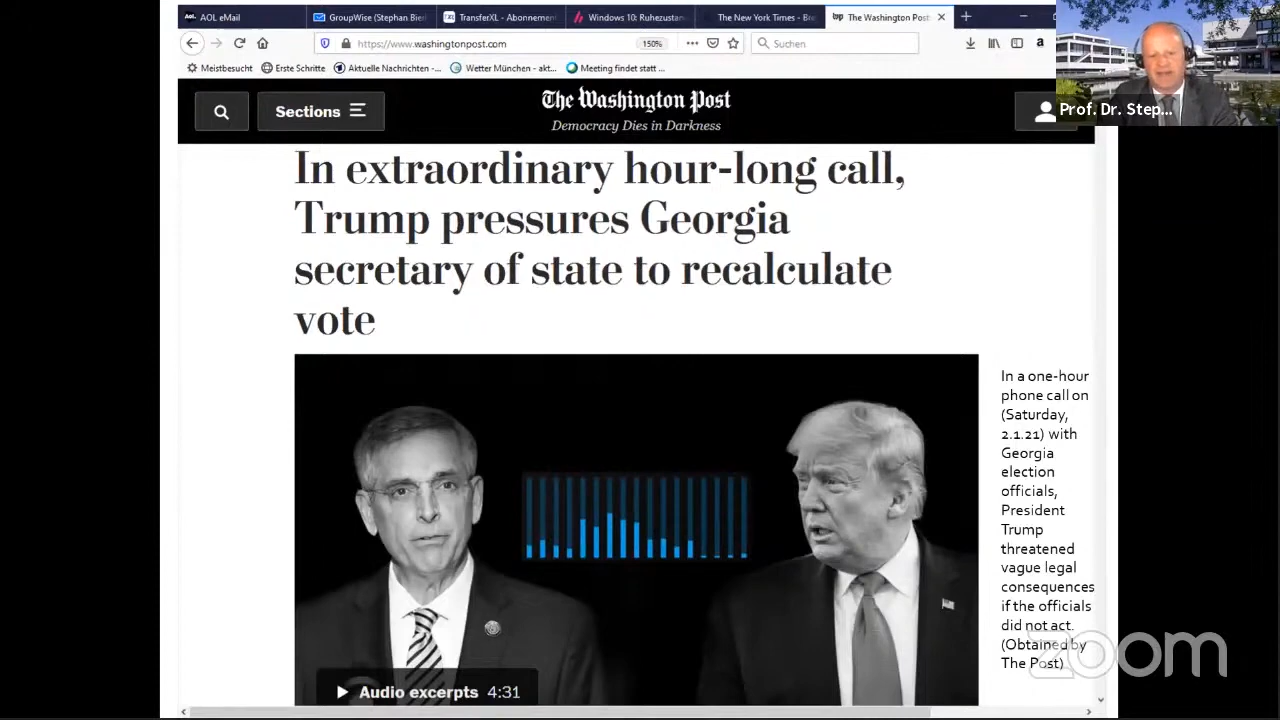 AOL eMail
GroupWise (Stephan Bier
TransferXL - Abonnement
Windows 10: Ruhezustan
The New York Times - Bre
The Washington Post
https://www.washingtonpost.com
150%
Suchen
Meistbesucht
Erste Schritte
Aktuelle Nachrichten -...
Wetter München - akt...
Meeting findet statt ...
Prof. Dr. Step...
Sections
The Washington Post
Democracy Dies in Darkness
In extraordinary hour-long call,
Trump pressures Georgia
secretary of state to recalculate
vote
Audio excerpts 4:31
In a one-hour
phone call on
(Saturday,
2.1.21) with
Georgia
election
officials,
President
Trump
threatened
vague legal
consequences
if the officials
did not act.
(Obtained by
The Post)
zoom